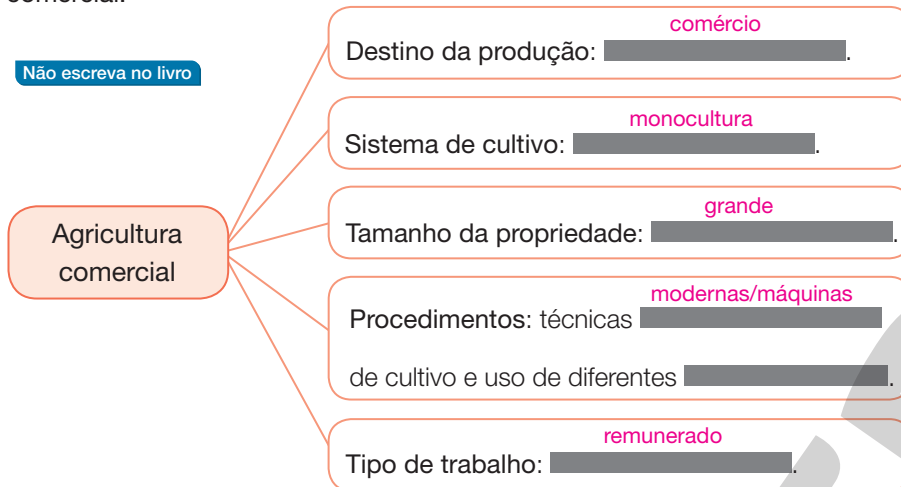 comercial.
Não escreva no livro
comércio
Destino da produção: .
monocultura
Sistema de cultivo: .
grande
Tamanho da propriedade: .
Agricultura
comercial
modernas/máquinas
Procedimentos: técnicas
de cultivo e uso de diferentes .
remunerado
Tipo de trabalho: .